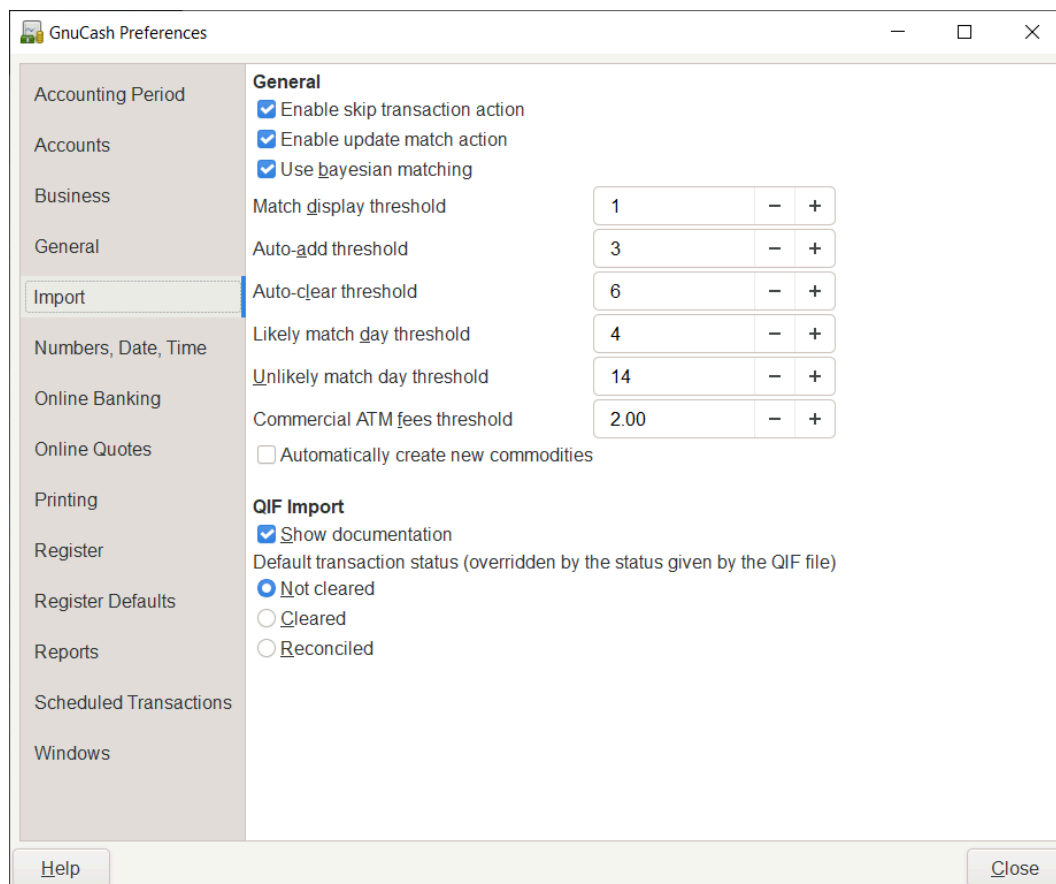 GnuCash Preferences
Accounting Period
Accounts
Business
General
Import
Numbers, Date, Time
Online Banking
Online Quotes
Printing
Register
Register Defaults
Reports
Scheduled Transactions
Windows
General
Enable skip transaction action
Enable update match action
Use bayesian matching
Match display threshold 1
Auto-add threshold 3
Auto-clear threshold 6
Likely match day threshold 4
Unlikely match day threshold 14
Commercial ATM fees threshold 2.00
Automatically create new commodities
QIF Import
Show documentation
Default transaction status (overridden by the status given by the QIF file)
Not cleared
Cleared
Reconciled
Help
Close